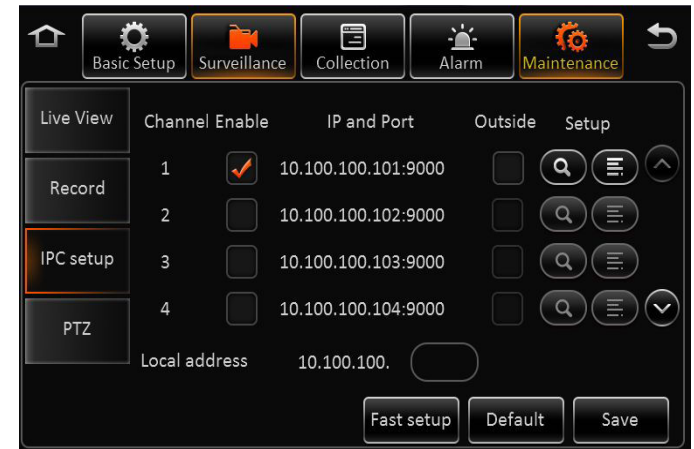 Basic Setup Surveillance Collection Alarm Maintenance
Live View
Record
IPC setup
PTZ
Channel Enable IP and Port Outside Setup
1 10.100.100.101:9000
2 10.100.100.102:9000
3 10.100.100.103:9000
4 10.100.100.104:9000
Local address 10.100.100.
Fast setup Default Save